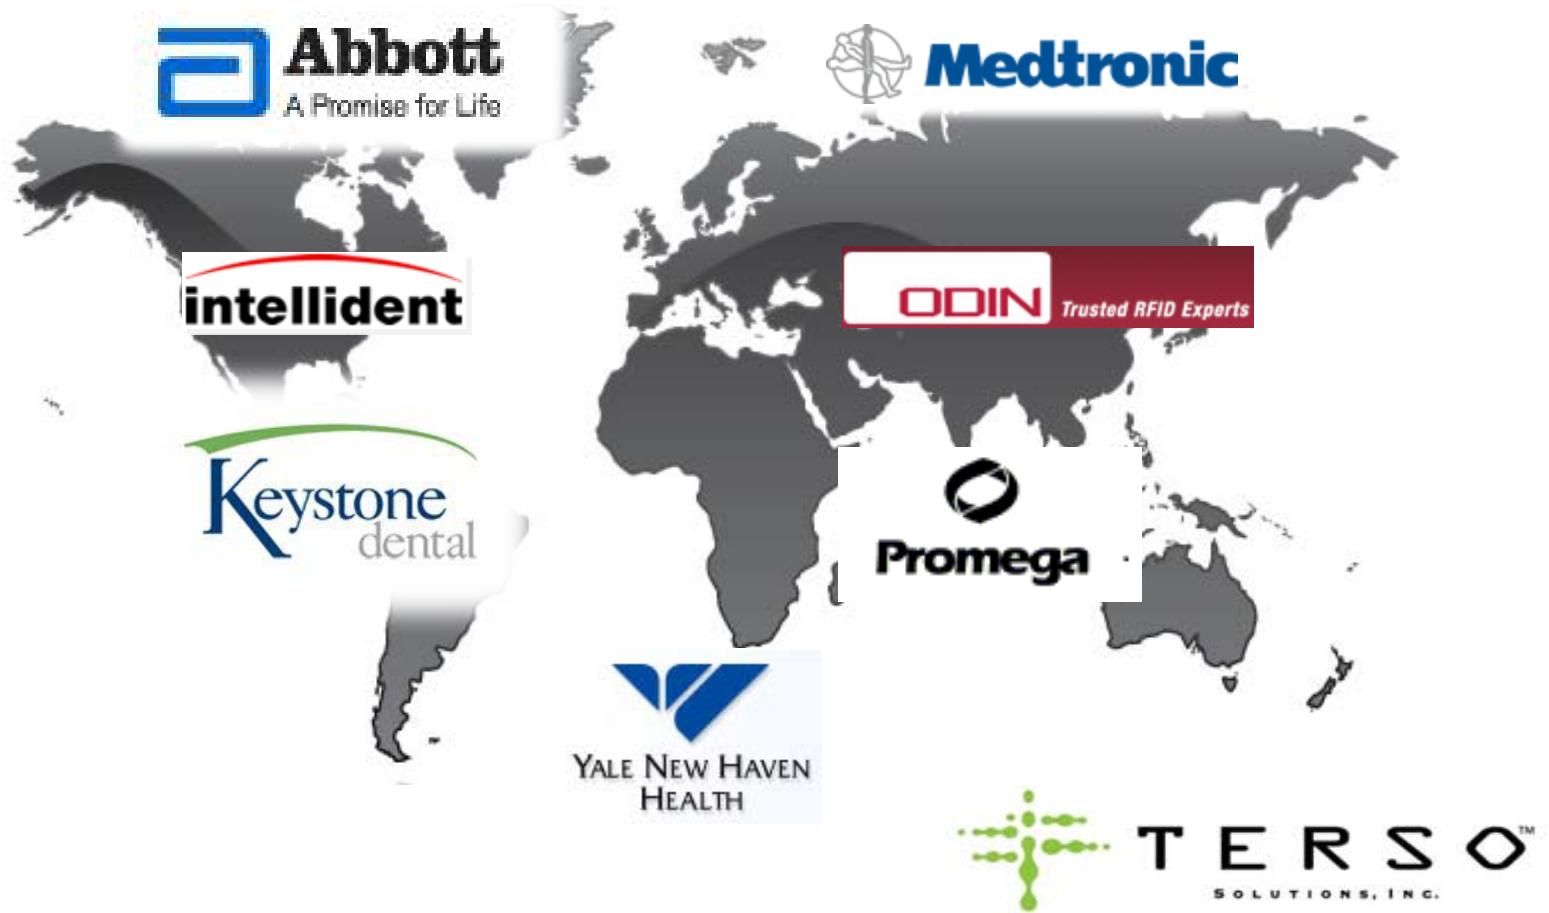 Abbott
A Promise for Life
Medtronic
intellident
ODIN Trusted RFID Experts
Keystone
dental
Promega
YALE NEW HAVEN
HEALTH
TERSO™
SOLUTIONS, INC.